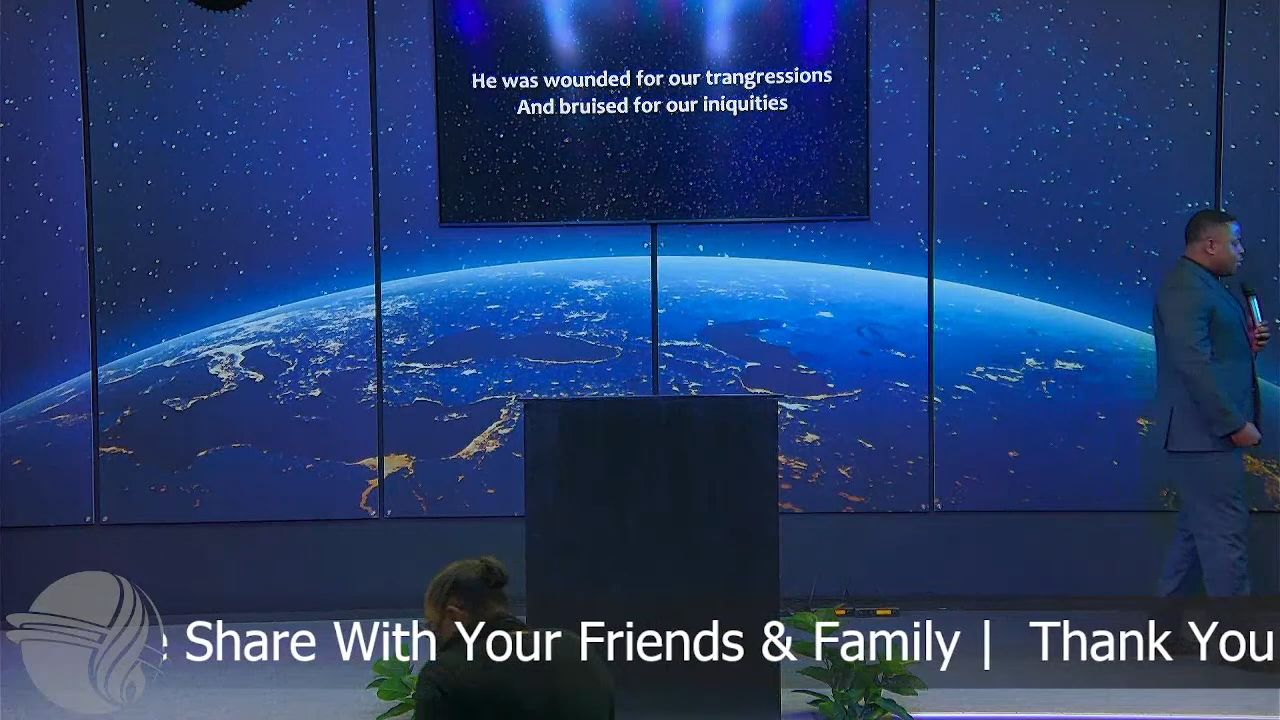 He was wounded for our trangressions
And bruised for our iniquities
Share With Your Friends & Family | Thank You